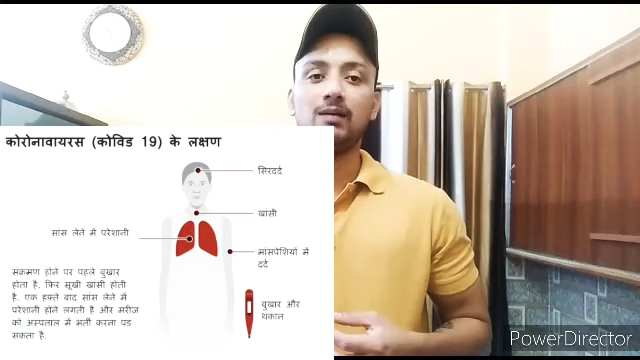 कोरोनावायरस (कोविड 19) के लक्षण
सिरदर्द
खांसी
सांस लेने में परेशानी
मांसपेशियों में
दर्द
संक्रमण होने पर पहले बुखार
होता है, फिर सूखी खांसी होती
है. एक हफ़्ते बाद सांस लेने में
परेशानी होने लगती है और मरीज
को अस्पताल में भर्ती करना पड़
सकता है.
बुखार और
थकान
PowerDirector